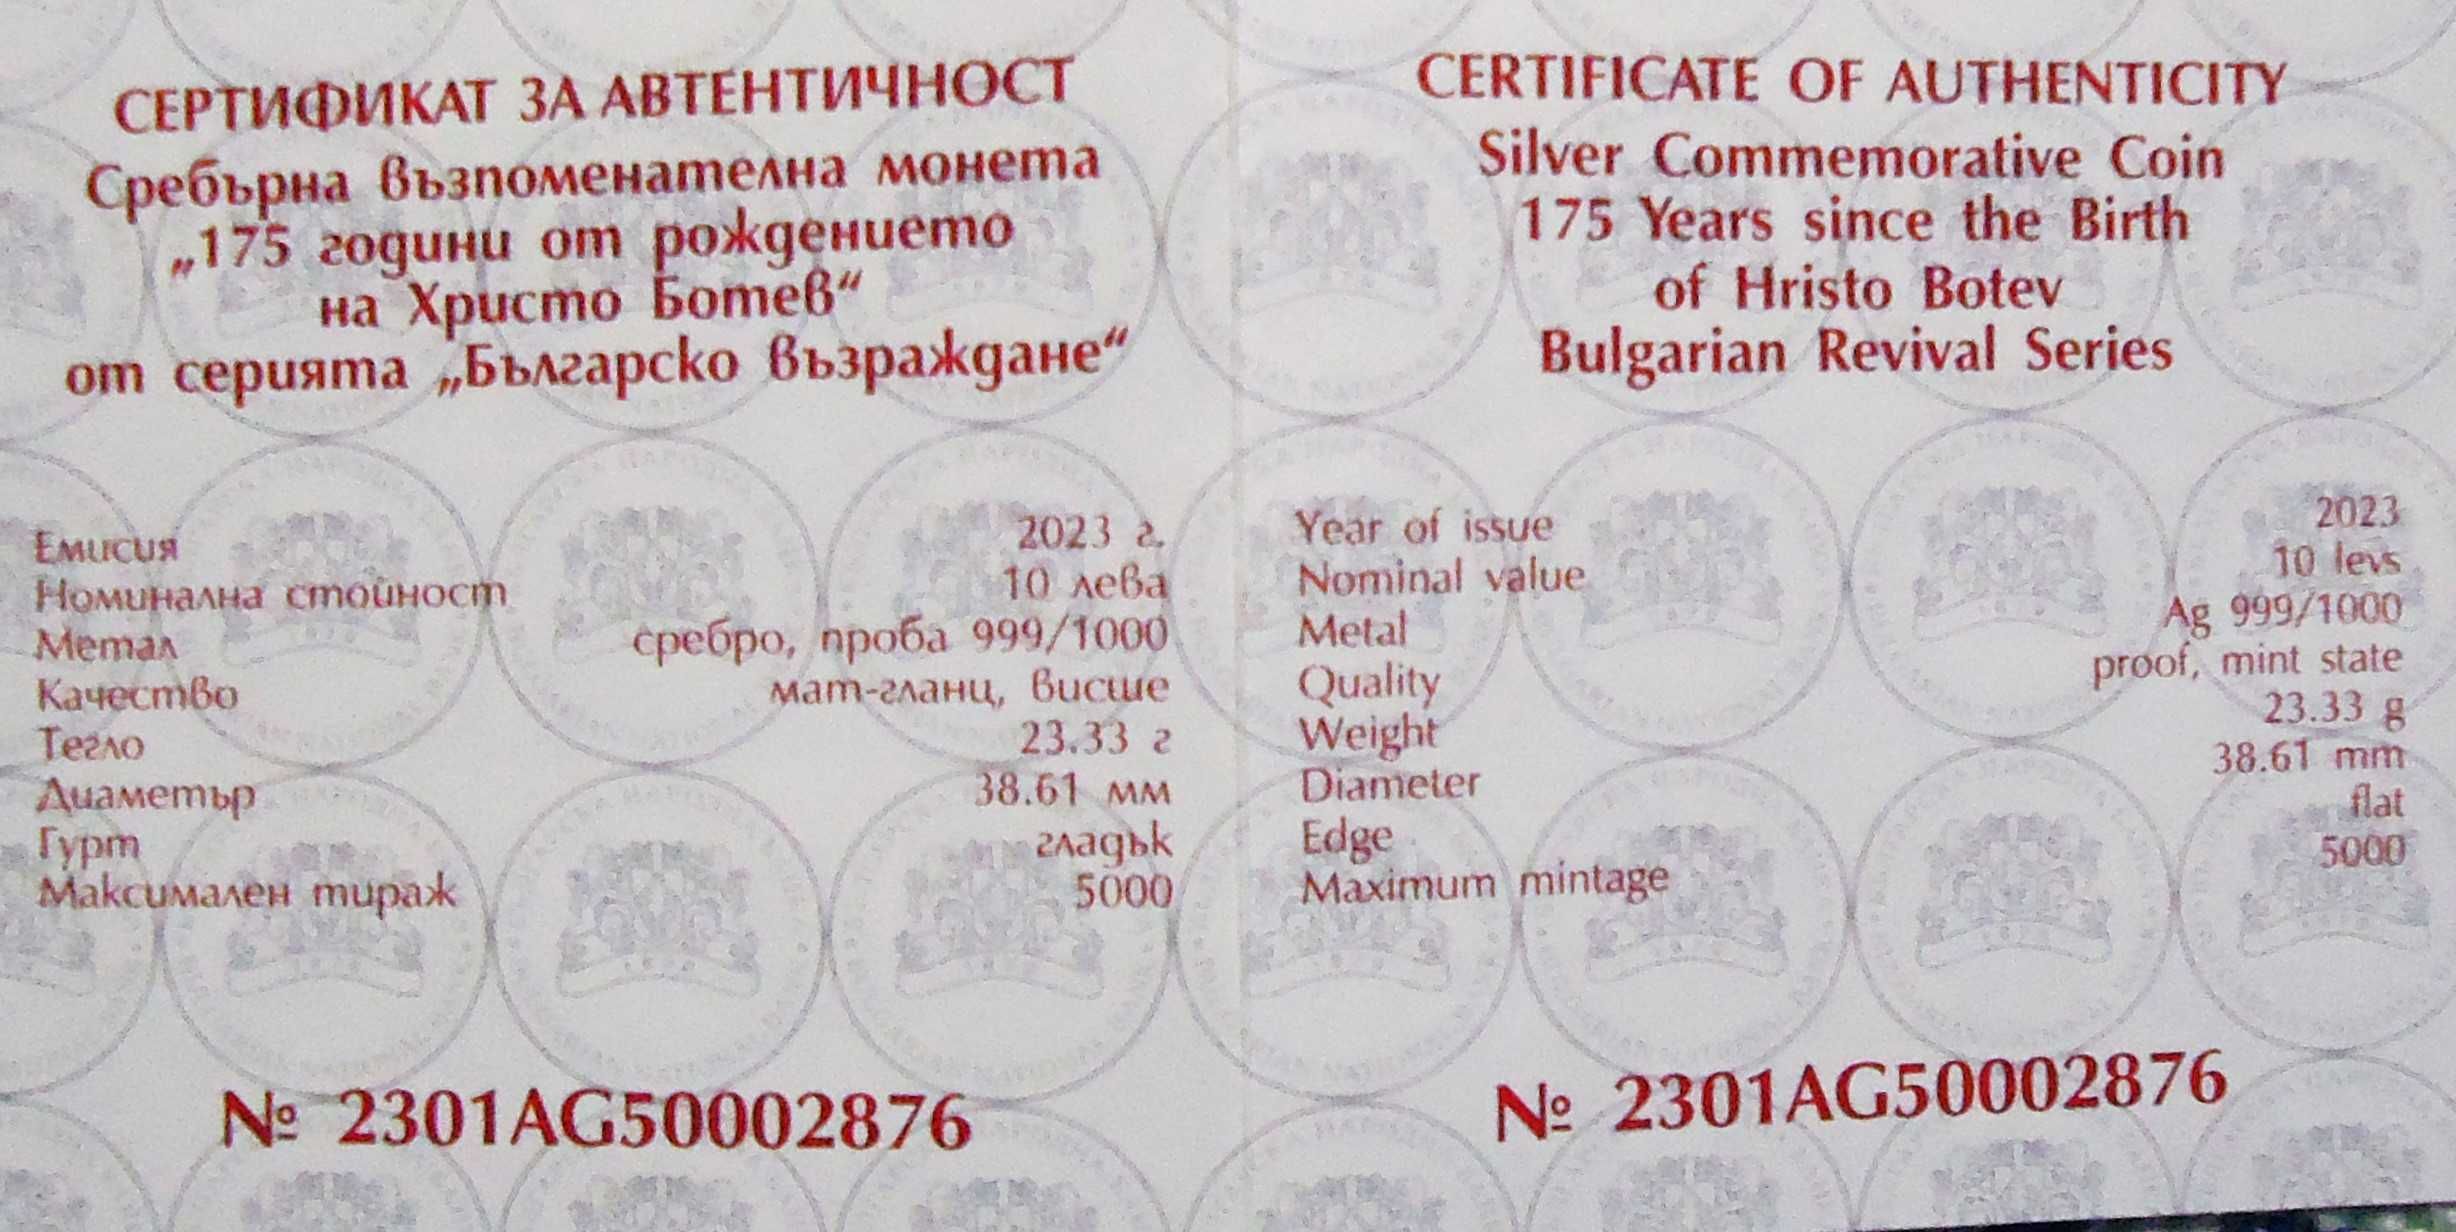 СЕРТИФИКАТ ЗА АВТЕНТИЧНОСТ
Сребърна възпоменателна монета
„175 години от рождението
на Христо Ботев“
от серията „Българско възраждане“
Емисия 2023 г.
Номинална стойност 10 лева
Метал сребро, проба 999/1000
Качество мат-гланц, висше
Тегло 23.33 г
Диаметър 38.61 мм
Гурт гладък
Максимален тираж 5000
№ 2301AG50002876
CERTIFICATE OF AUTHENTICITY
Silver Commemorative Coin
175 Years since the Birth
of Hristo Botev
Bulgarian Revival Series
Year of issue 2023
Nominal value 10 levs
Metal Ag 999/1000
Quality proof, mint state
Weight 23.33 g
Diameter 38.61 mm
Edge flat
Maximum mintage 5000
№ 2301AG50002876